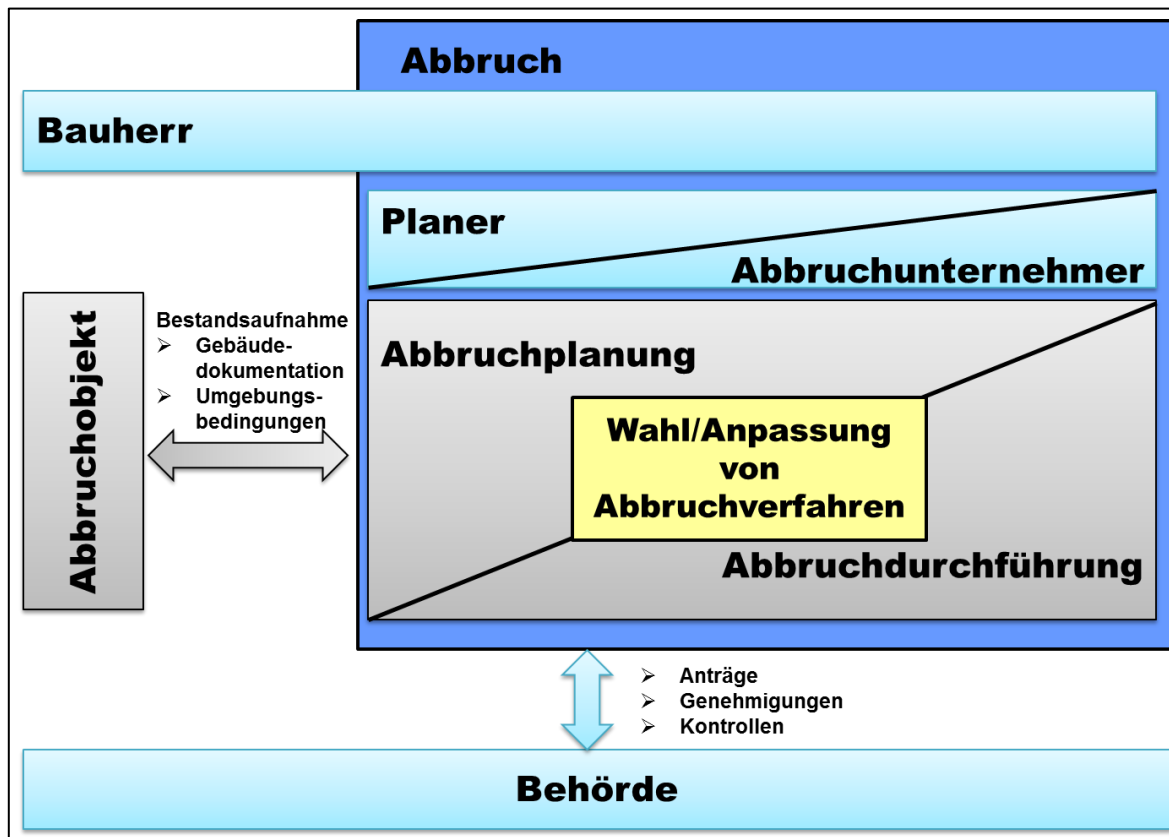 Abbruch
Bauherr
Planer
Abbruchunternehmer
Abbruchobjekt
Bestandsaufnahme
➢ Gebäude-
dokumentation
➢ Umgebungs-
bedingungen
Abbruchplanung
Wahl/Anpassung
von
Abbruchverfahren
Abbruchdurchführung
➢ Anträge
➢ Genehmigungen
➢ Kontrollen
Behörde